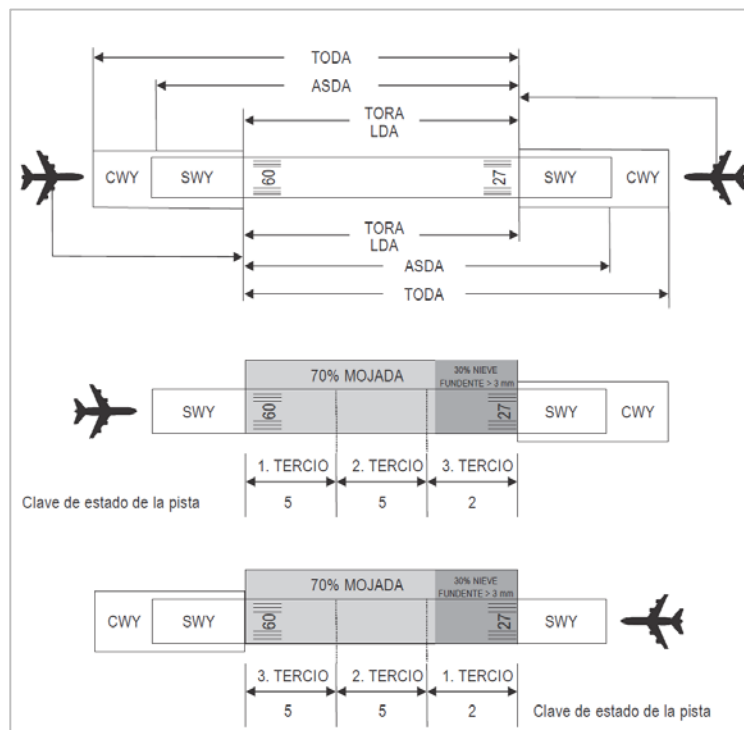 TODA
ASDA
TORA
LDA
CWY
SWY
09
27
SWY
CWY
TORA
LDA
ASDA
TODA
70% MOJADA
30% NIEVE
FUNDENTE > 3 mm
SWY
09
27
SWY
CWY
1. TERCIO
2. TERCIO
3. TERCIO
Clave de estado de la pista
5
5
2
70% MOJADA
30% NIEVE
FUNDENTE > 3 mm
CWY
SWY
09
27
SWY
3. TERCIO
2. TERCIO
1. TERCIO
5
5
2
Clave de estado de la pista